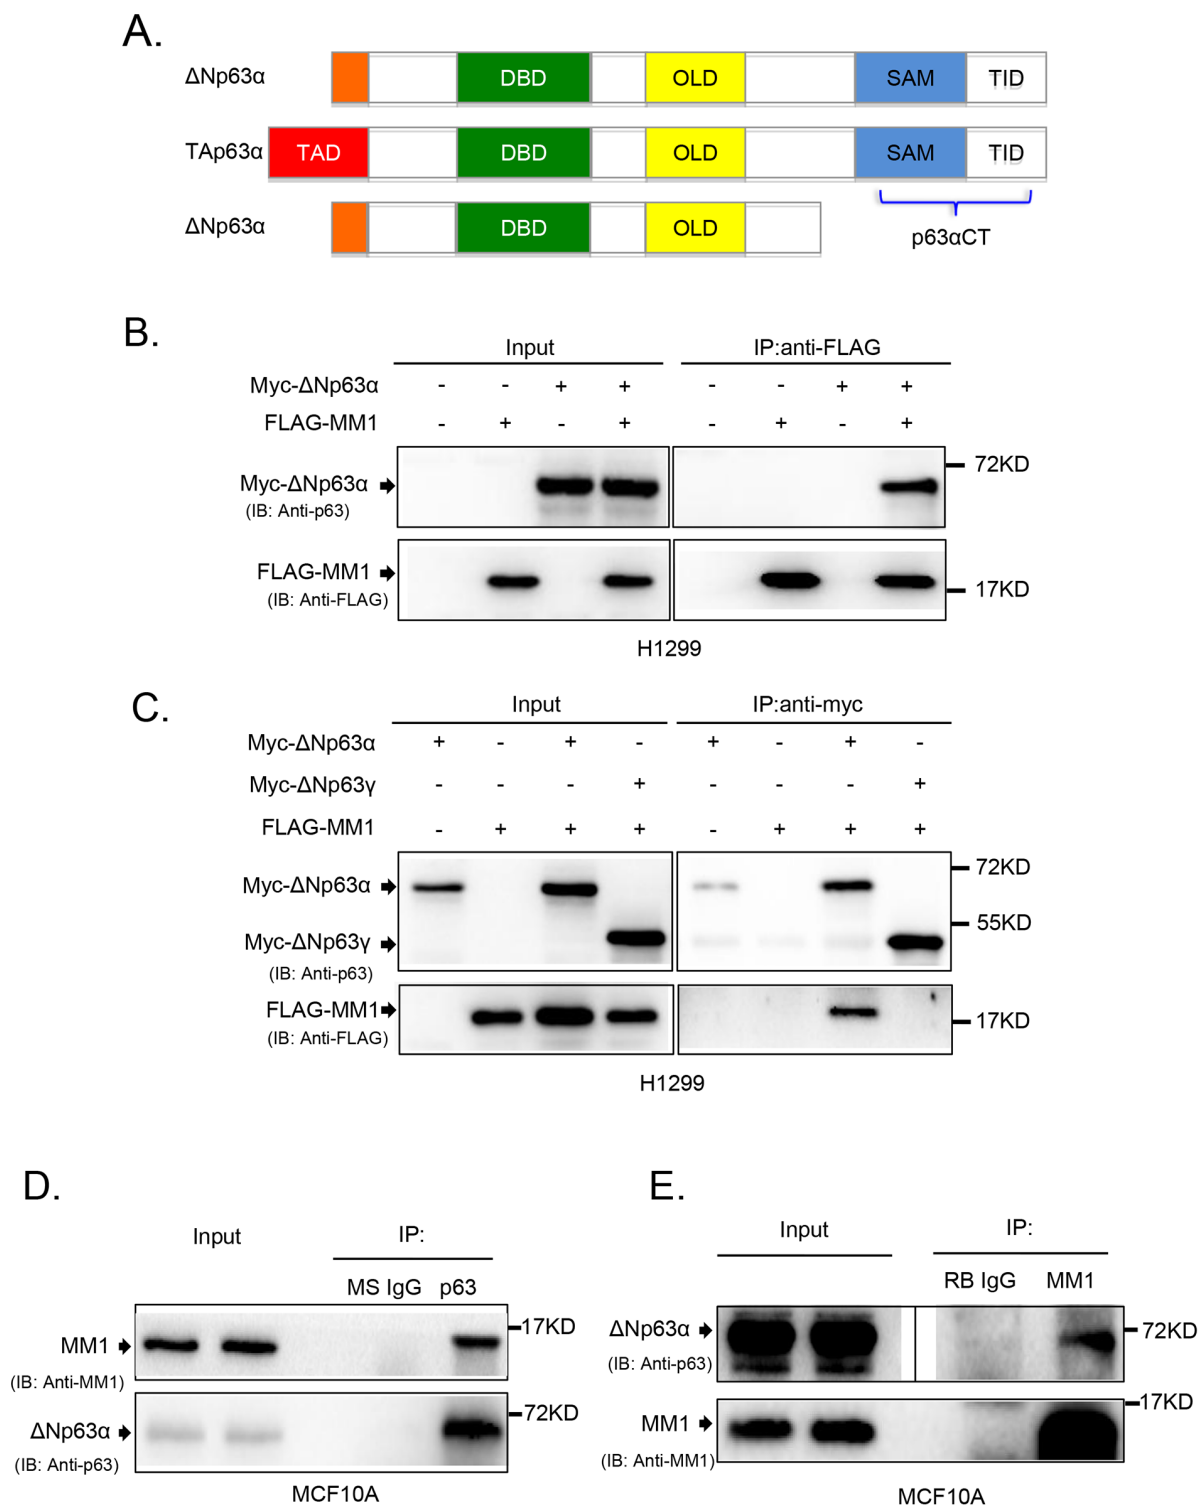 A.
ΔNp63α DBD OLD SAM TID
TAp63α TAD DBD OLD SAM TID
ΔNp63α DBD OLD
p63αCT
B.
Input IP:anti-FLAG
Myc-ΔNp63α - - + + - - + +
FLAG-MM1 - + - + - + - +
72KD
Myc-ΔNp63α
(IB: Anti-p63)
FLAG-MM1
17KD
(IB: Anti-FLAG)
H1299
C.
Input IP:anti-myc
Myc-ΔNp63α + - + - + - + -
Myc-ΔNp63γ - - - + - - - +
FLAG-MM1 - + + + - + + +
72KD
Myc-ΔNp63α
55KD
Myc-ΔNp63γ
(IB: Anti-p63)
FLAG-MM1
17KD
(IB: Anti-FLAG)
H1299
D.
Input IP:
MS IgG p63
17KD
MM1
(IB: Anti-MM1)
72KD
ΔNp63α
(IB: Anti-p63)
MCF10A
E.
Input IP:
RB IgG MM1
ΔNp63α 72KD
(IB: Anti-p63)
17KD
MM1
(IB: Anti-MM1)
MCF10A